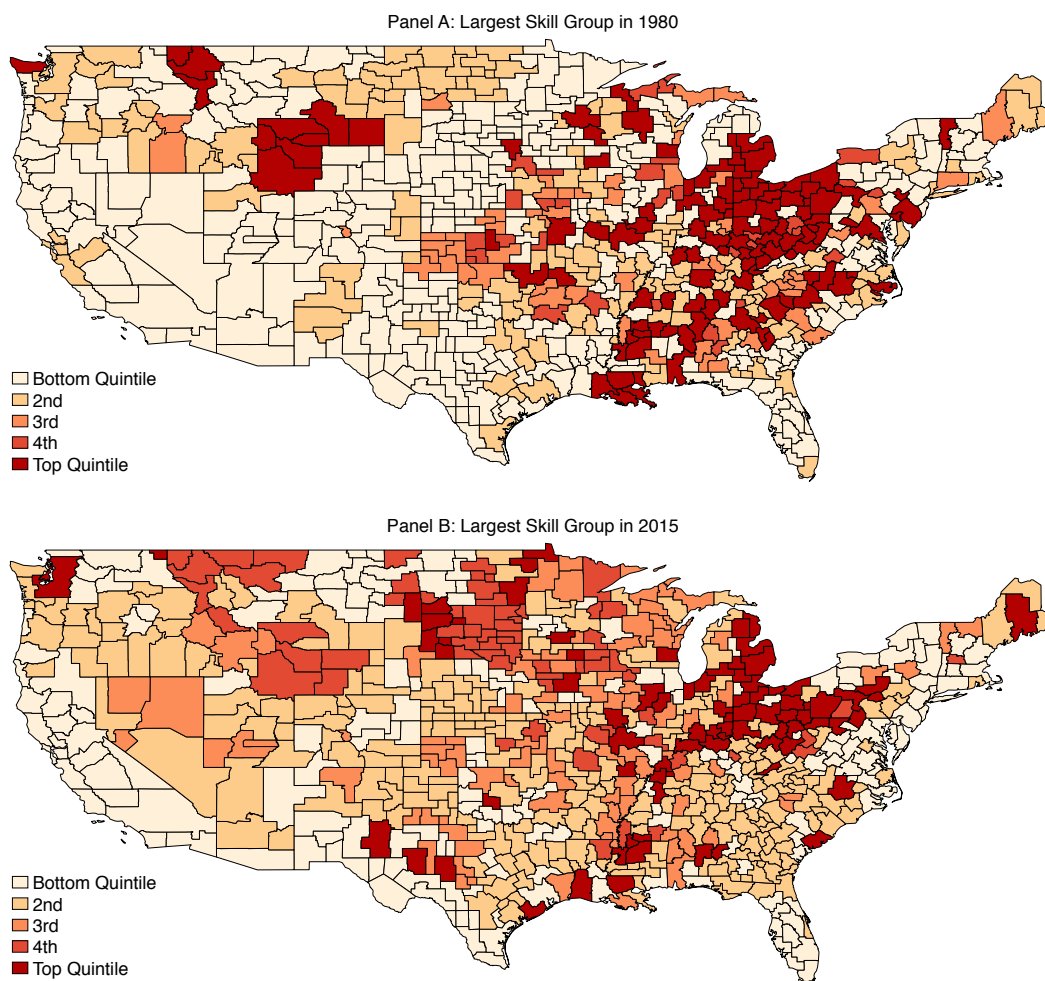 Panel A: Largest Skill Group in 1980
Bottom Quintile
2nd
3rd
4th
Top Quintile
Panel B: Largest Skill Group in 2015
Bottom Quintile
2nd
3rd
4th
Top Quintile